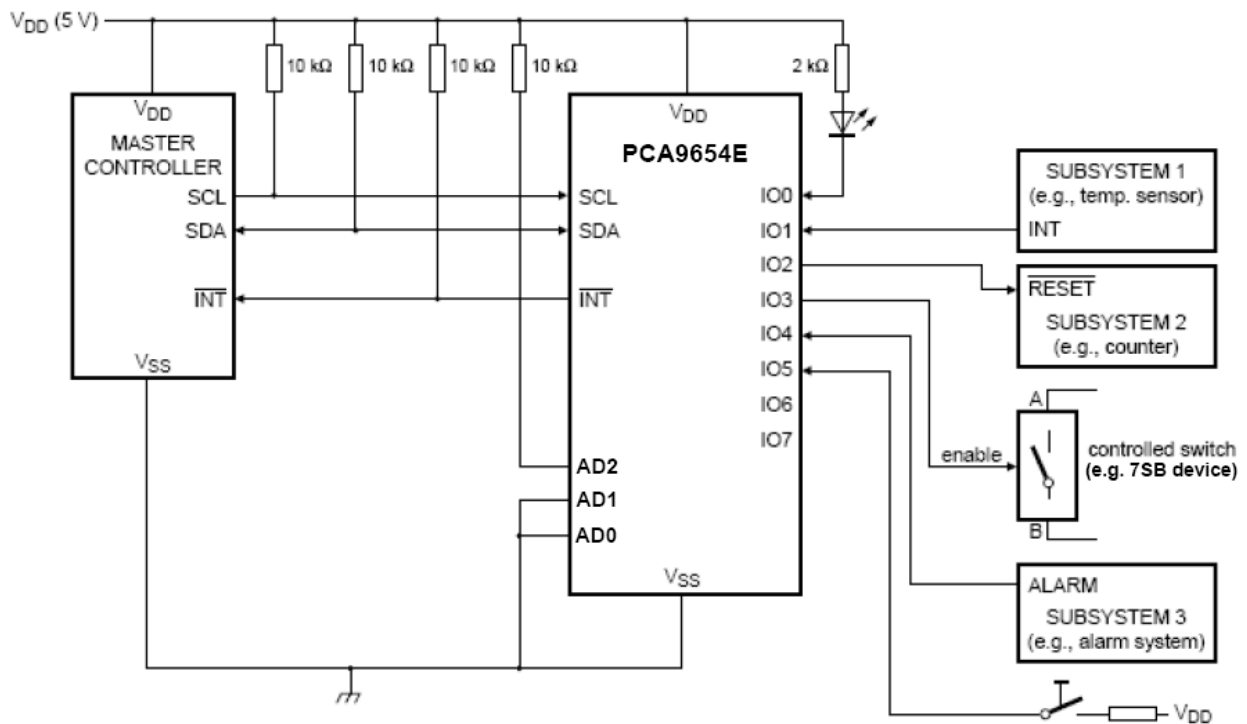 VDD (5 V)
10 kΩ
10 kΩ
10 kΩ
10 kΩ
2 kΩ
VDD
MASTER
CONTROLLER
SCL
SDA
INT
VSS
VDD
PCA9654E
SCL
SDA
INT
AD2
AD1
AD0
VSS
IO0
IO1
IO2
IO3
IO4
IO5
IO6
IO7
SUBSYSTEM 1
(e.g., temp. sensor)
INT
RESET
SUBSYSTEM 2
(e.g., counter)
A
enable
controlled switch
(e.g. 7SB device)
B
ALARM
SUBSYSTEM 3
(e.g., alarm system)
VDD